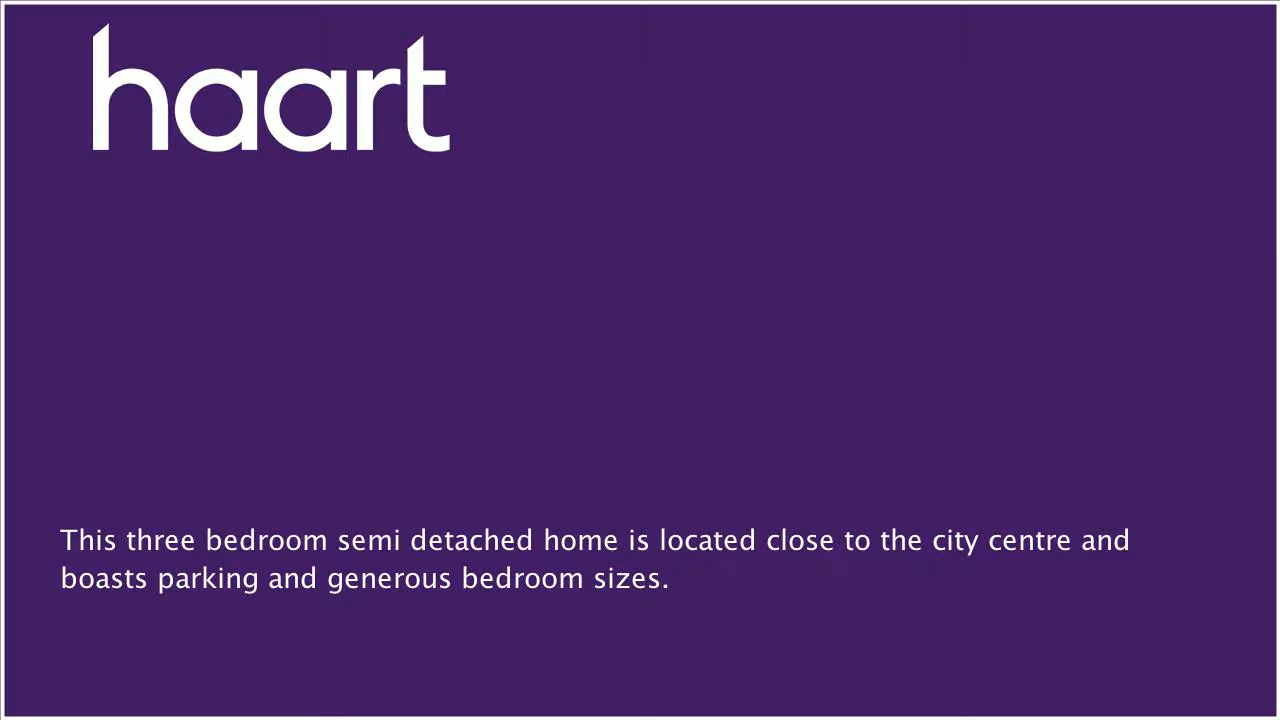 haart
This three bedroom semi detached home is located close to the city centre and
boasts parking and generous bedroom sizes.